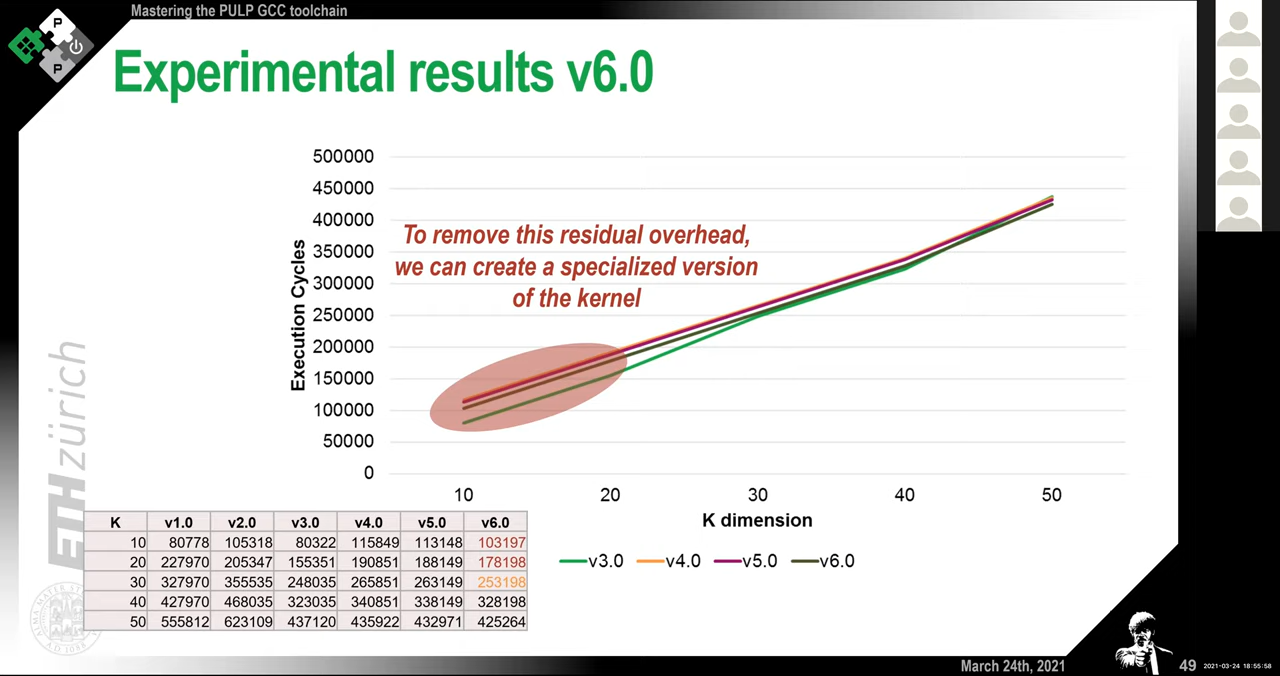 Mastering the PULP GCC toolchain
P
P
Experimental results v6.0
500000
450000
400000
350000
300000
250000
200000
150000
100000
50000
0
Execution Cycles
To remove this residual overhead,
we can create a specialized version
of the kernel
10 20 30 40 50
K dimension
v3.0 v4.0 v5.0 v6.0
ETH zürich
K v1.0 v2.0 v3.0 v4.0 v5.0 v6.0
10 80778 105318 80322 115849 113148 103197
20 227970 205347 155351 190851 188149 178198
30 327970 355535 248035 265851 263149 253198
40 427970 468035 323035 340851 338149 328198
50 555812 623109 437120 435922 432971 425264
ALMA MATER
A.D. 1088
March 24th, 2021
49
2021-03-24 18:55:58